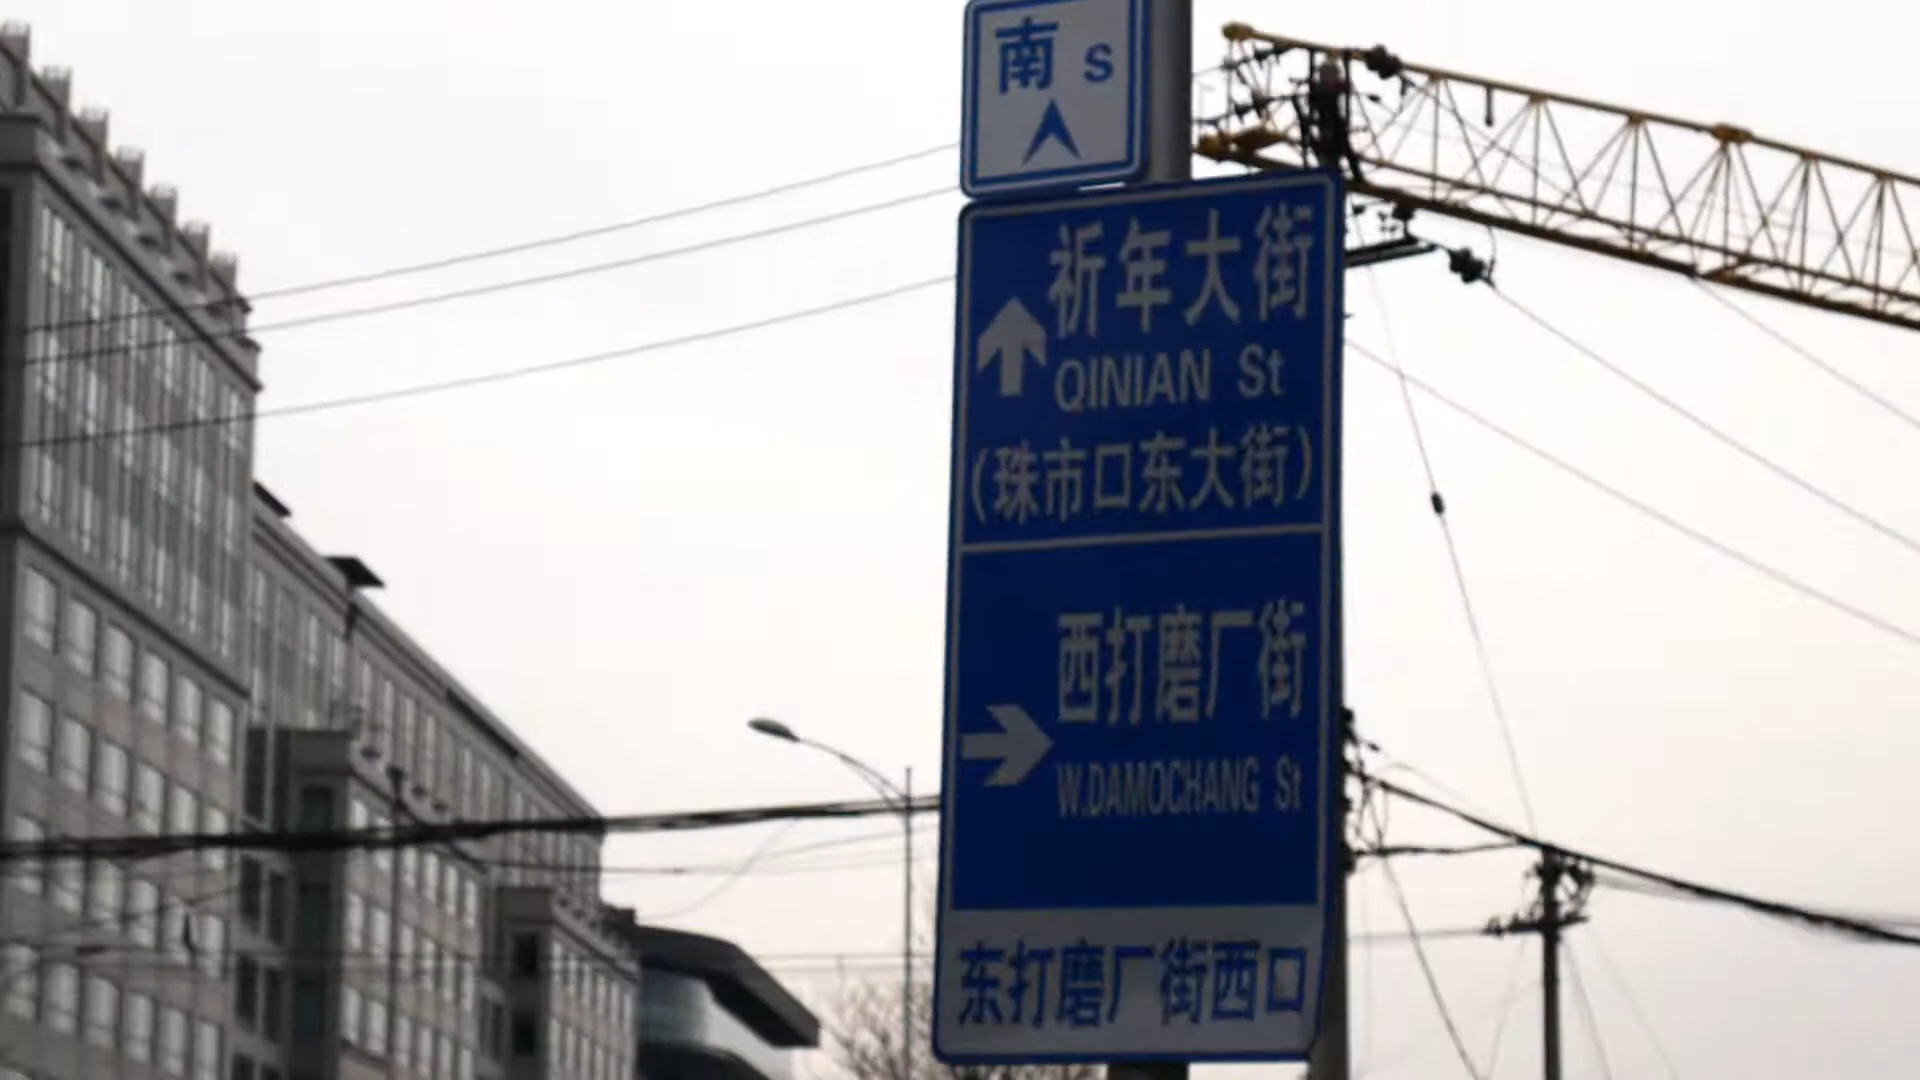 南 S
祈年大街
QINIAN St
(珠市口东大街)
西打磨厂街
W.DAMOCHANG St
东打磨厂街西口